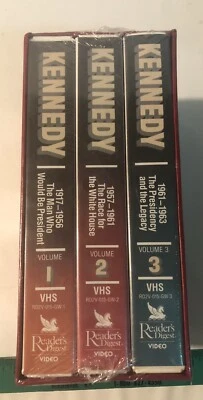 KENNEDY
1917–1956
The Man Who
Would Be President
VOLUME
1
VHS
Reader's
Digest
VIDEO
KENNEDY
1957–1961
The Race for
the White House
VOLUME
2
VHS
Reader's
Digest
VIDEO
KENNEDY
1961–1963
The Presidency
and the Legacy
VOLUME 3
3
VHS
Reader's
Digest
VIDEO